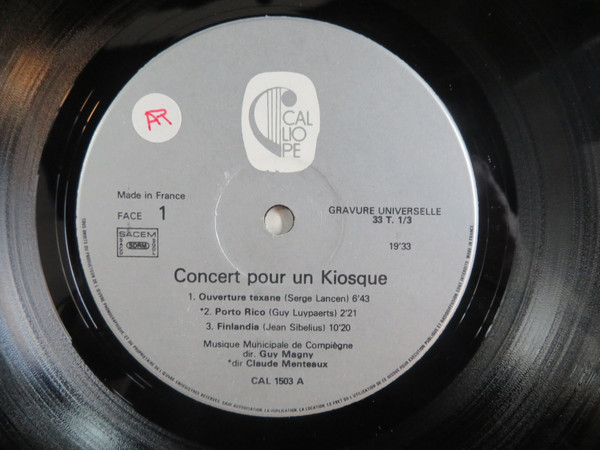 AR
CAL
LIO
PE
Made in France
FACE 1
GRAVURE UNIVERSELLE
33 T. 1/3
SACEM
SDRM
19'33
Concert pour un Kiosque
1. Ouverture texane (Serge Lancen) 6'43
*2. Porto Rico (Guy Luypaerts) 2'21
3. Finlandia (Jean Sibelius) 10'20
Musique Municipale de Compiègne
dir. Guy Magny
*dir Claude Menteaux
CAL 1503 A